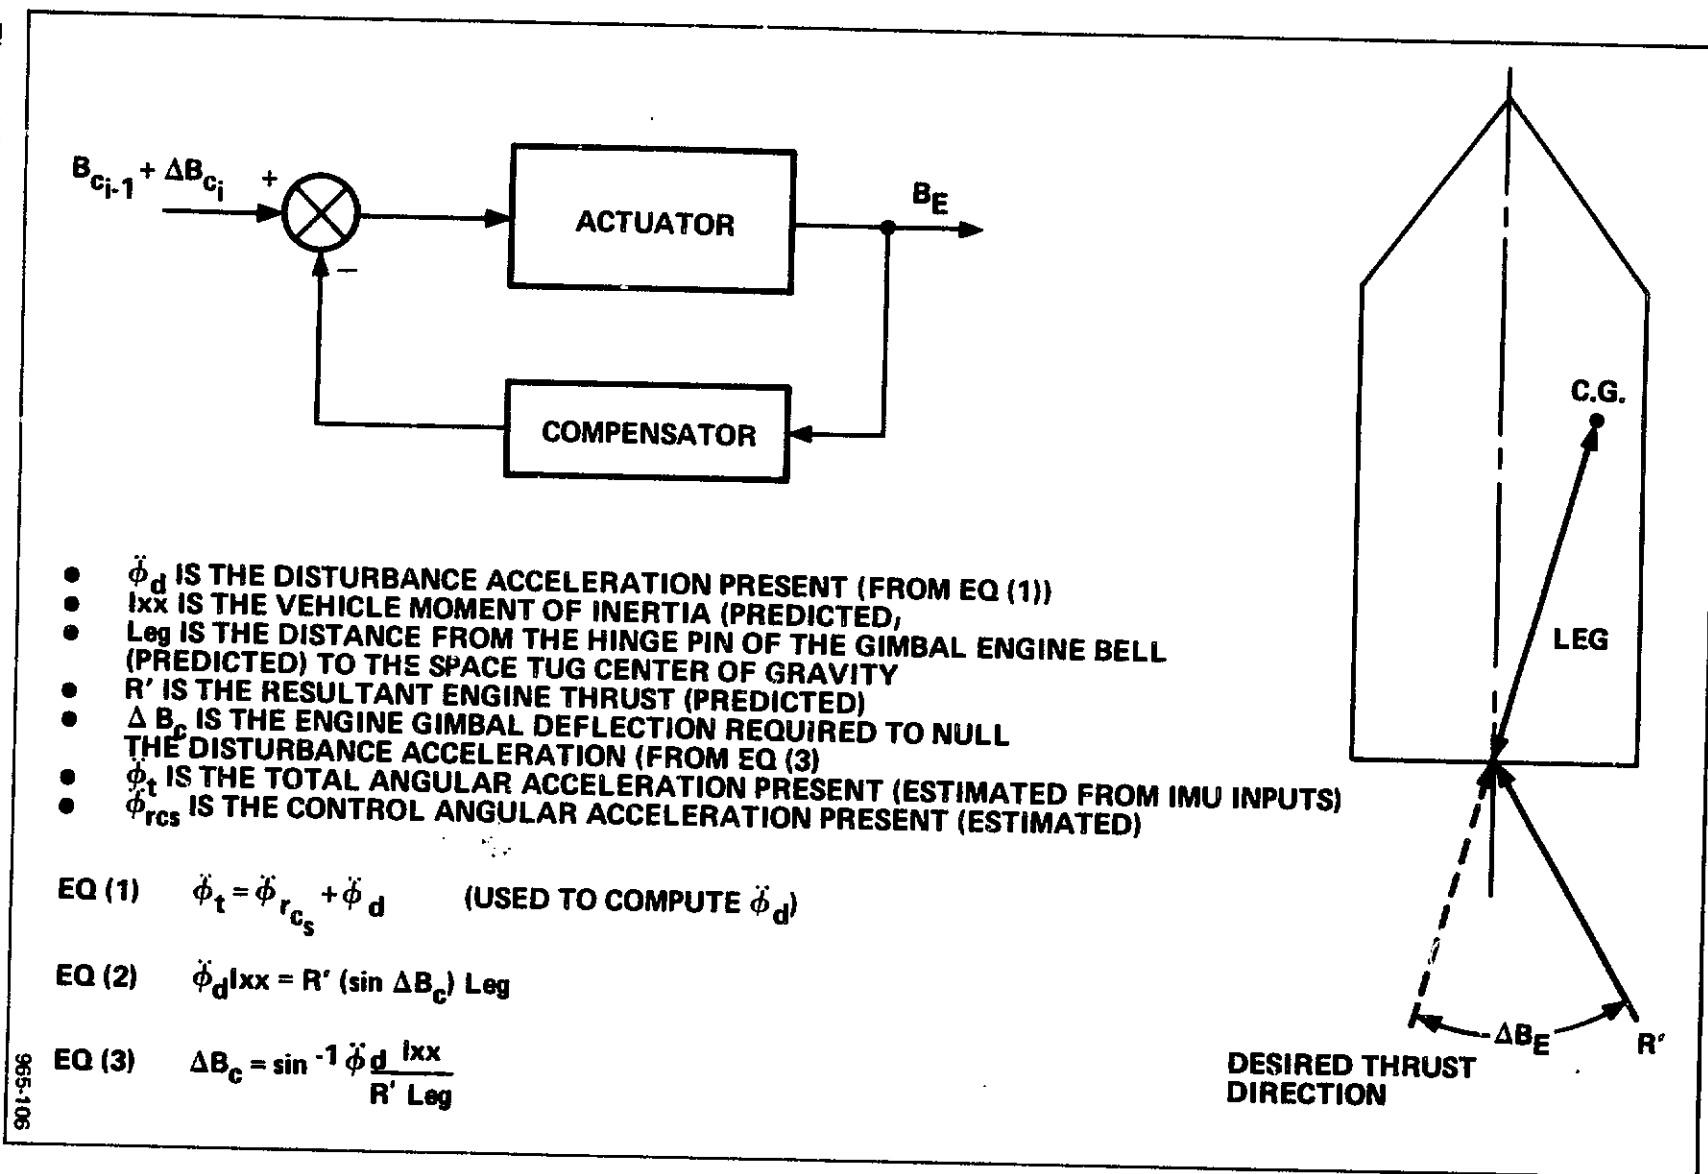 B_{c_{i-1}} + ΔB_{c_i} +
−
ACTUATOR
B_E
COMPENSATOR
C.G.
LEG
• φ̈_d IS THE DISTURBANCE ACCELERATION PRESENT (FROM EQ (1))
• Ixx IS THE VEHICLE MOMENT OF INERTIA (PREDICTED,
• Leg IS THE DISTANCE FROM THE HINGE PIN OF THE GIMBAL ENGINE BELL
(PREDICTED) TO THE SPACE TUG CENTER OF GRAVITY
• R' IS THE RESULTANT ENGINE THRUST (PREDICTED)
• Δ B_c IS THE ENGINE GIMBAL DEFLECTION REQUIRED TO NULL
THE DISTURBANCE ACCELERATION (FROM EQ (3)
• φ̈_t IS THE TOTAL ANGULAR ACCELERATION PRESENT (ESTIMATED FROM IMU INPUTS)
• φ̈_rcs IS THE CONTROL ANGULAR ACCELERATION PRESENT (ESTIMATED)
EQ (1) φ̈_t = φ̈_{r_{c_s}} + φ̈_d (USED TO COMPUTE φ̈_d)
EQ (2) φ̈_d Ixx = R' (sin ΔB_c) Leg
EQ (3) ΔB_c = sin^{-1} φ̈_d Ixx / R' Leg
ΔB_E
R'
DESIRED THRUST
DIRECTION
965-106